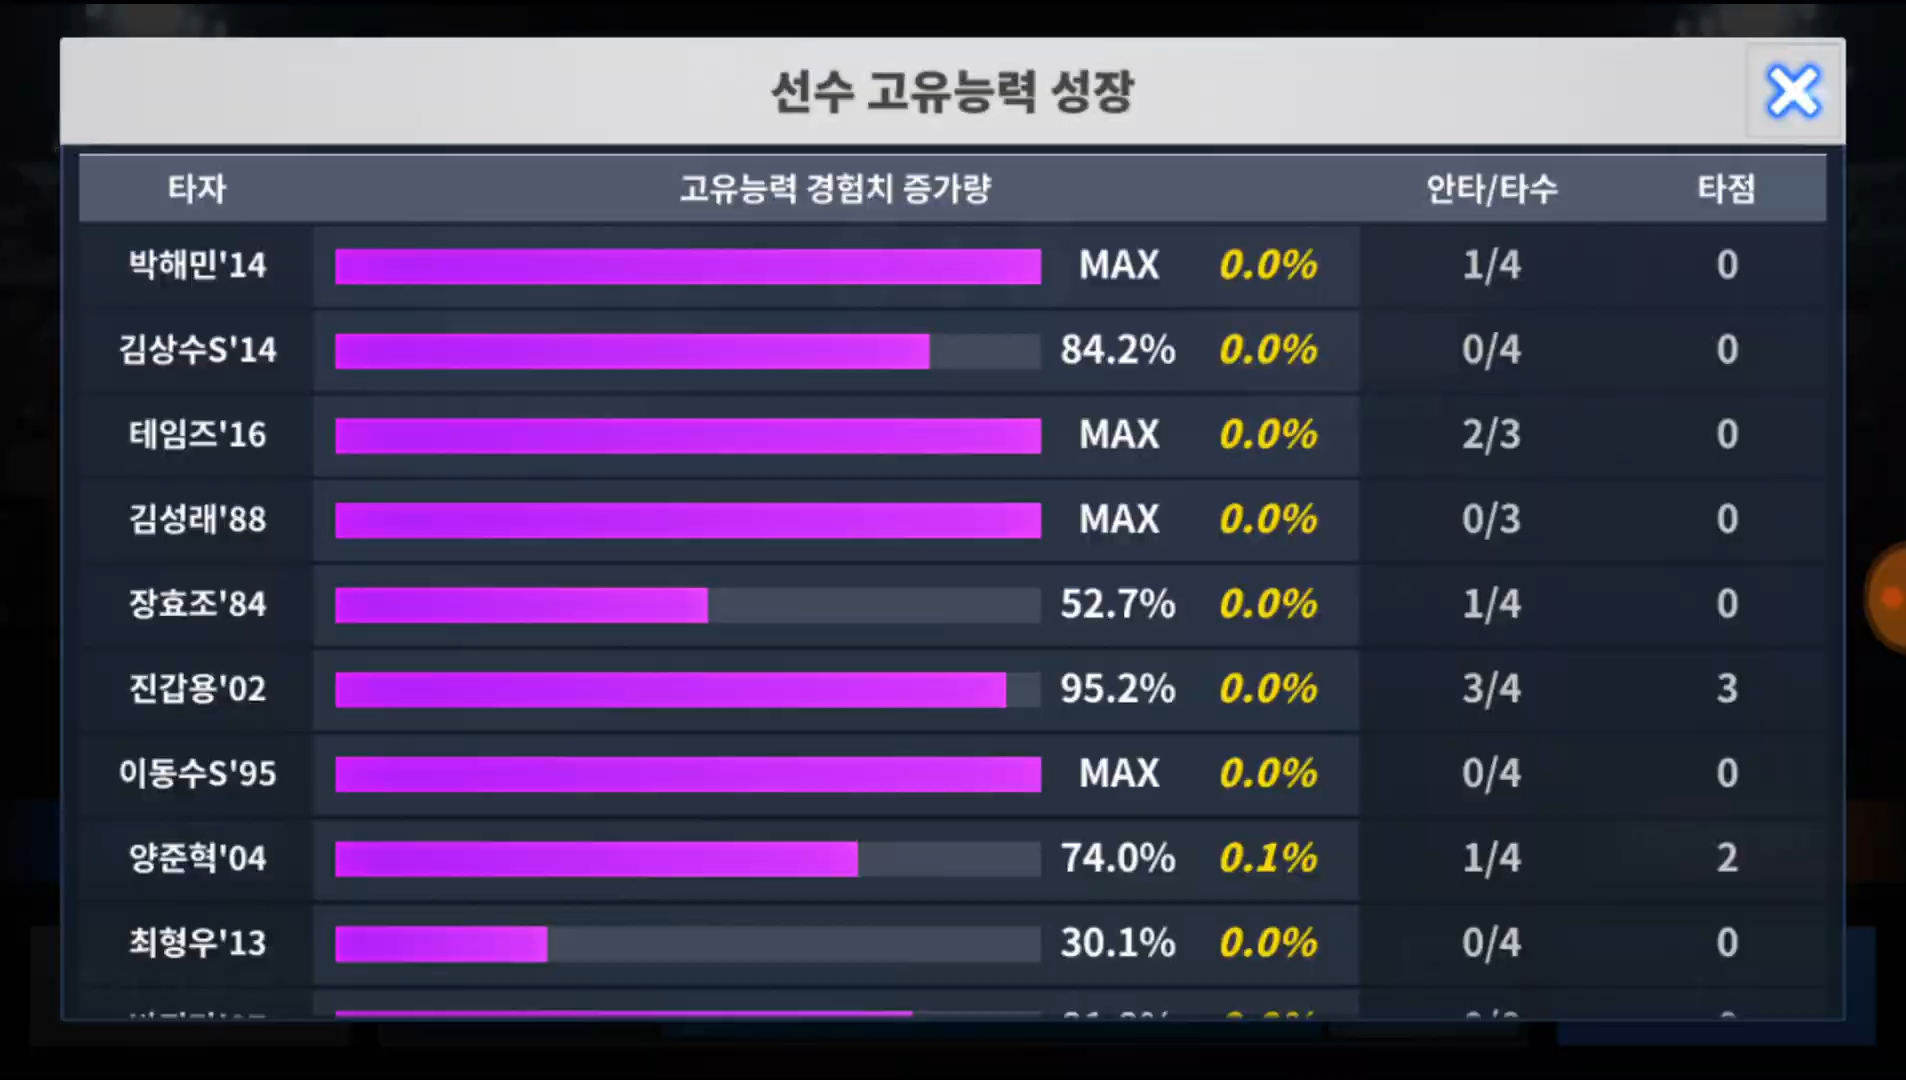 선수 고유능력 성장
타자 고유능력 경험치 증가량 안타/타수 타점
박해민'14 MAX 0.0% 1/4 0
김상수S'14 84.2% 0.0% 0/4 0
테임즈'16 MAX 0.0% 2/3 0
김성래'88 MAX 0.0% 0/3 0
장효조'84 52.7% 0.0% 1/4 0
진갑용'02 95.2% 0.0% 3/4 3
이동수S'95 MAX 0.0% 0/4 0
양준혁'04 74.0% 0.1% 1/4 2
최형우'13 30.1% 0.0% 0/4 0